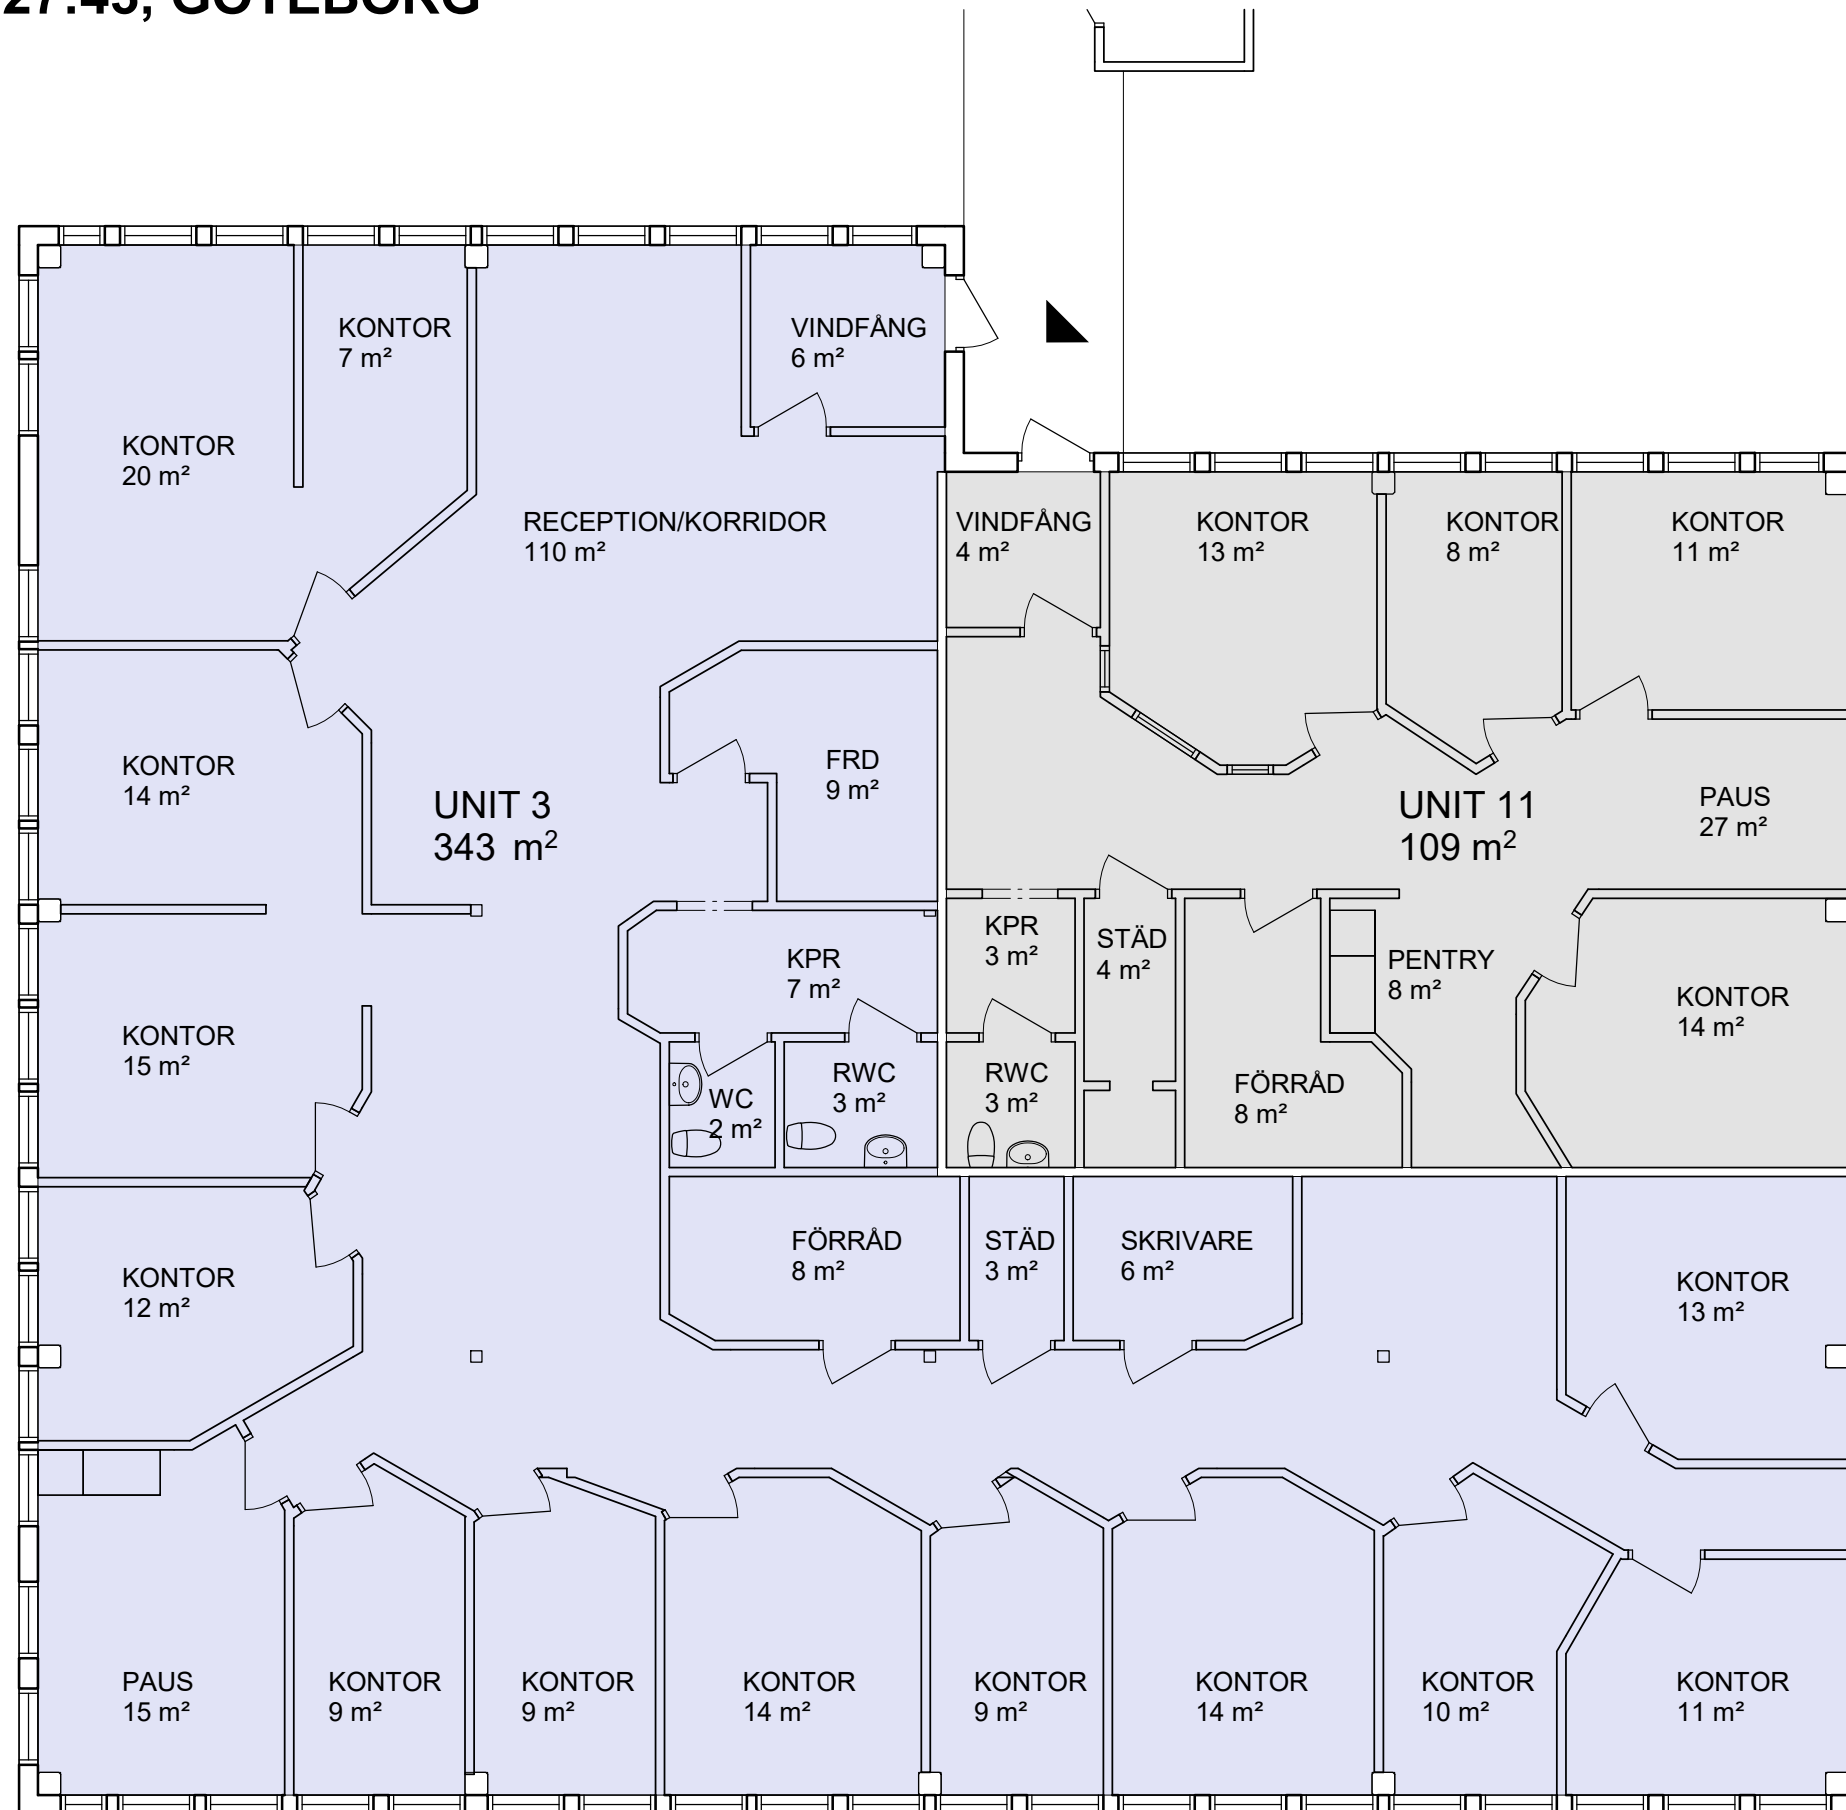 27:43, GÖTEBORG
KONTOR
7 m²
VINDFÅNG
6 m²
KONTOR
20 m²
RECEPTION/KORRIDOR
110 m²
VINDFÅNG
4 m²
KONTOR
13 m²
KONTOR
8 m²
KONTOR
11 m²
KONTOR
14 m²
UNIT 3
343 m²
FRD
9 m²
UNIT 11
109 m²
PAUS
27 m²
KPR
7 m²
KPR
3 m²
STÄD
4 m²
PENTRY
8 m²
KONTOR
14 m²
KONTOR
15 m²
WC
2 m²
RWC
3 m²
RWC
3 m²
FÖRRÅD
8 m²
KONTOR
12 m²
FÖRRÅD
8 m²
STÄD
3 m²
SKRIVARE
6 m²
KONTOR
13 m²
PAUS
15 m²
KONTOR
9 m²
KONTOR
9 m²
KONTOR
14 m²
KONTOR
9 m²
KONTOR
14 m²
KONTOR
10 m²
KONTOR
11 m²